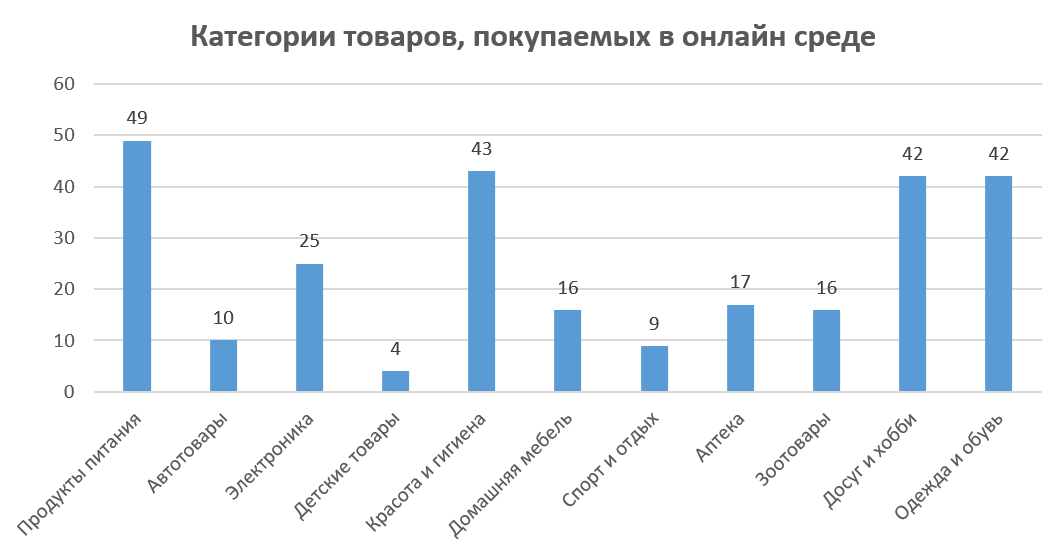 Категории товаров, покупаемых в онлайн среде
60
50
40
30
20
10
0
49
10
25
4
43
16
9
17
16
42
42
Продукты питания
Автотовары
Электроника
Детские товары
Красота и гигиена
Домашняя мебель
Спорт и отдых
Аптека
Зоотовары
Досуг и хобби
Одежда и обувь